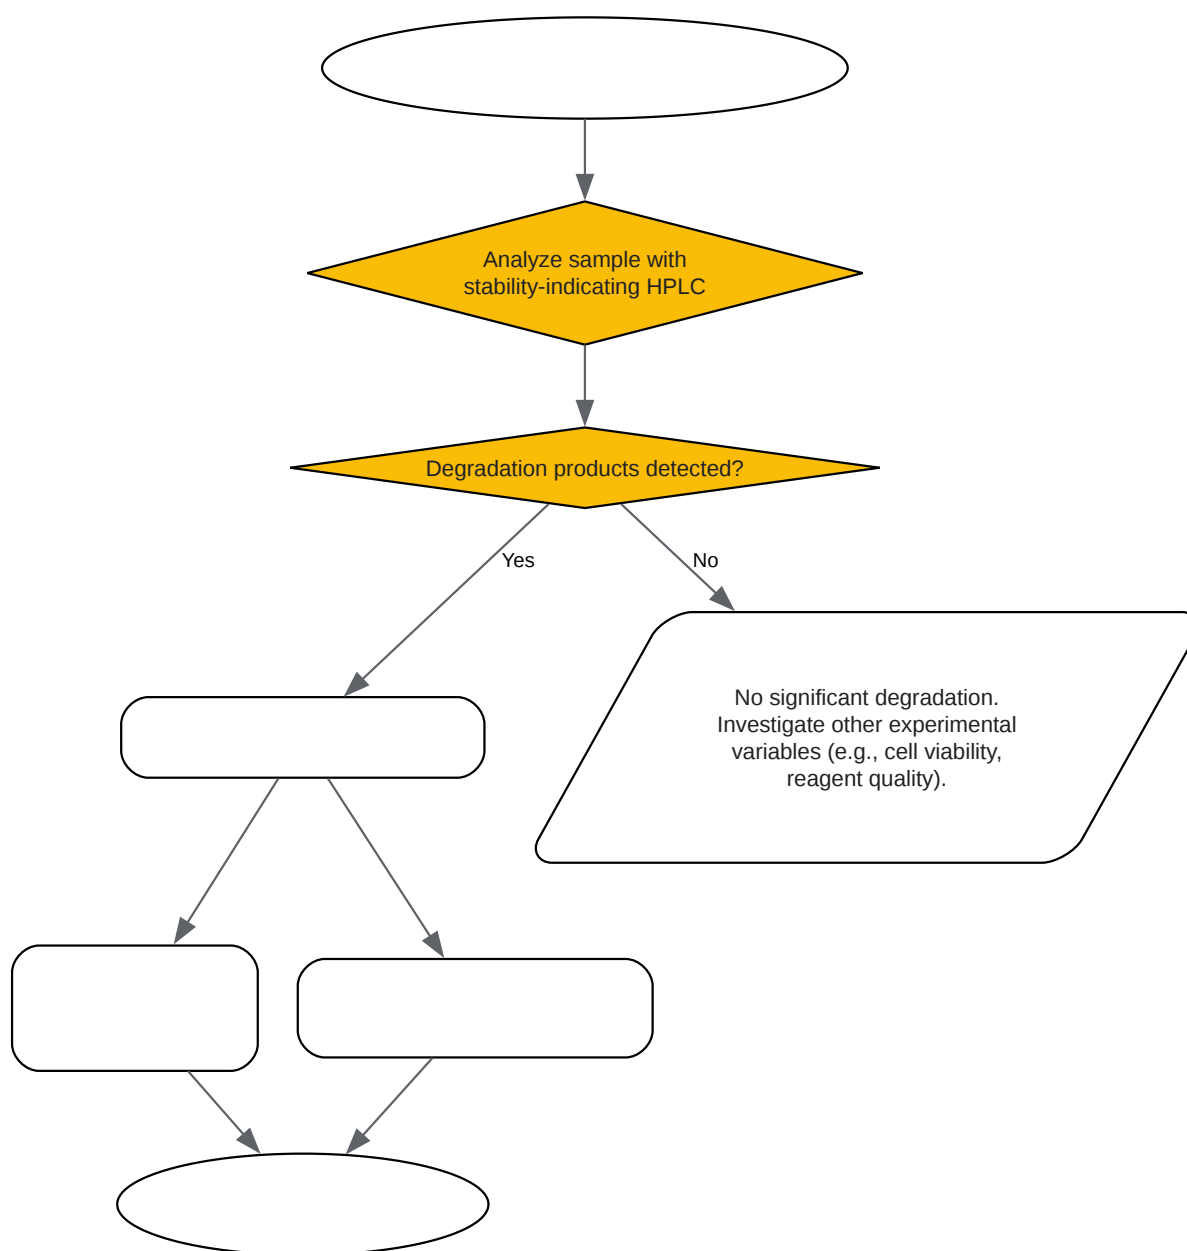 Analyze sample with
stability-indicating HPLC
Degradation products detected?
Yes
No
No significant degradation.
Investigate other experimental
variables (e.g., cell viability,
reagent quality).